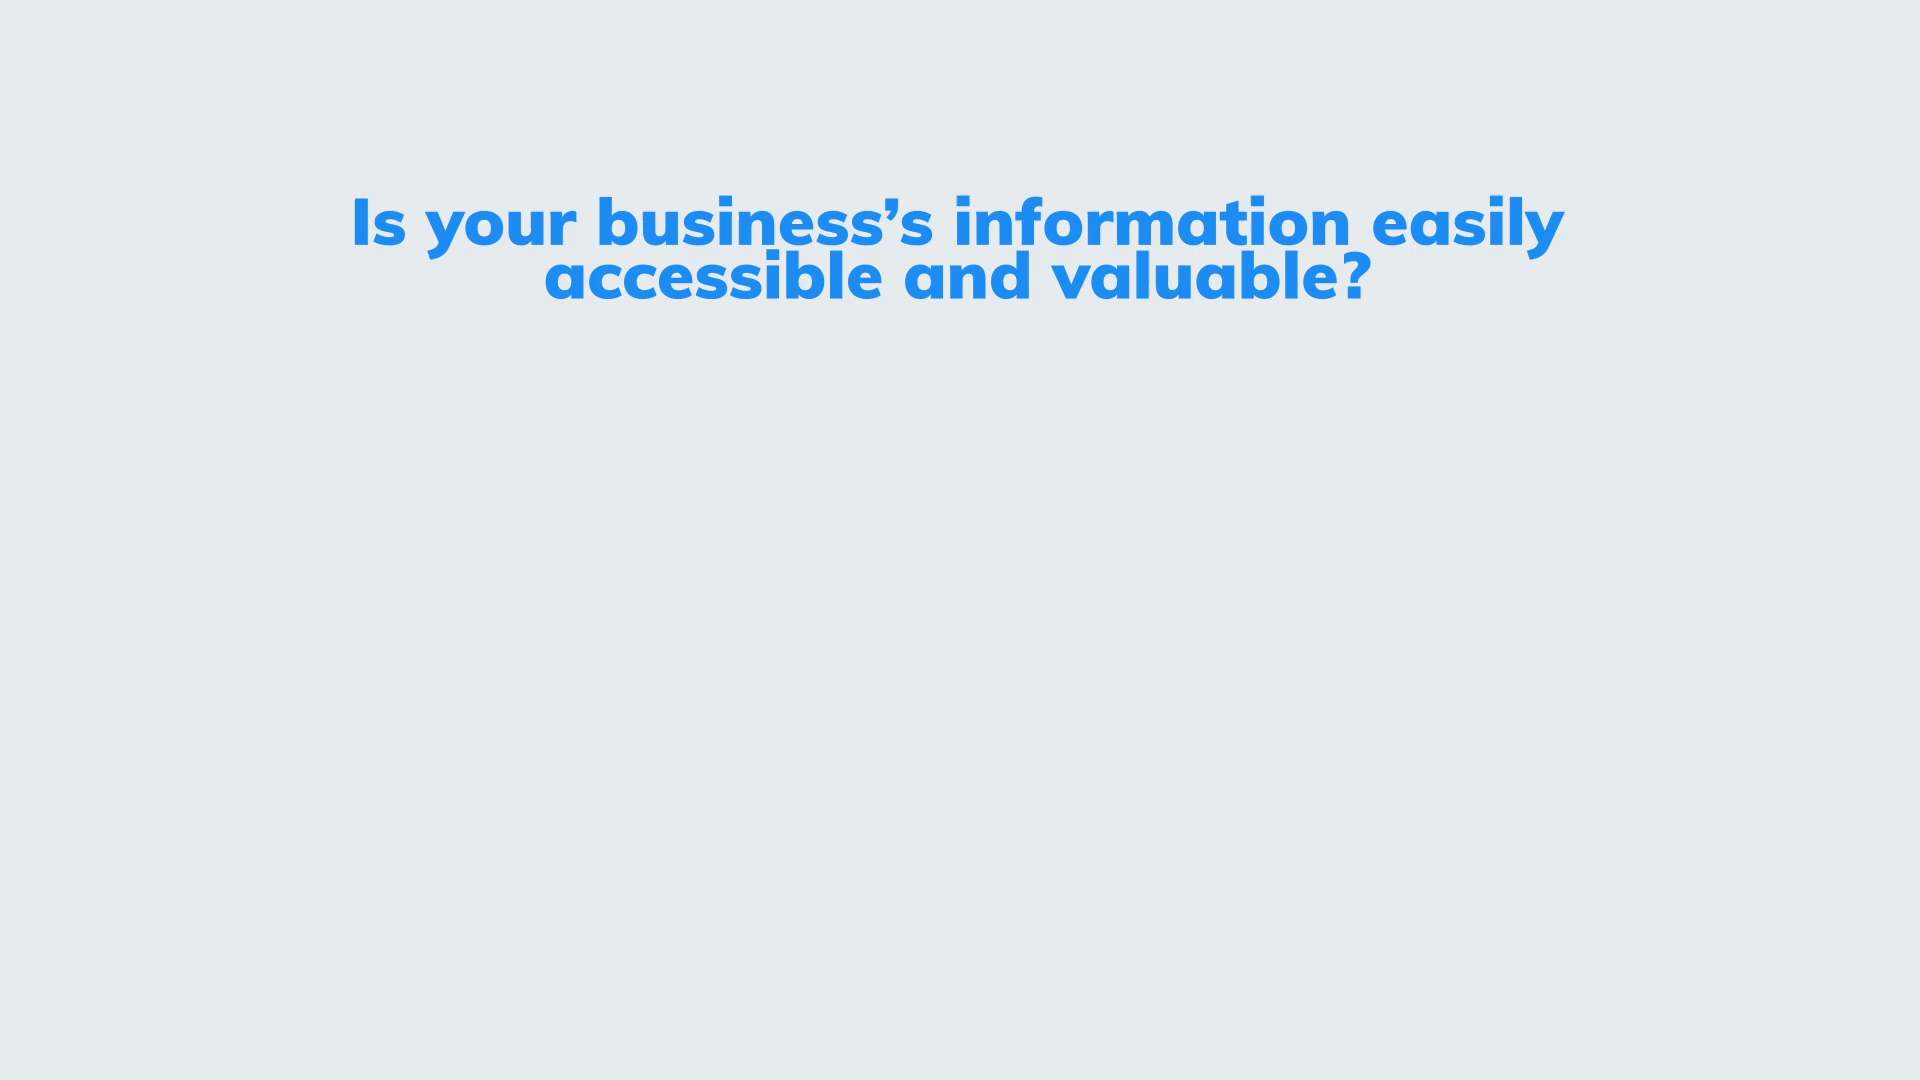 Is your business’s information easily
accessible and valuable?